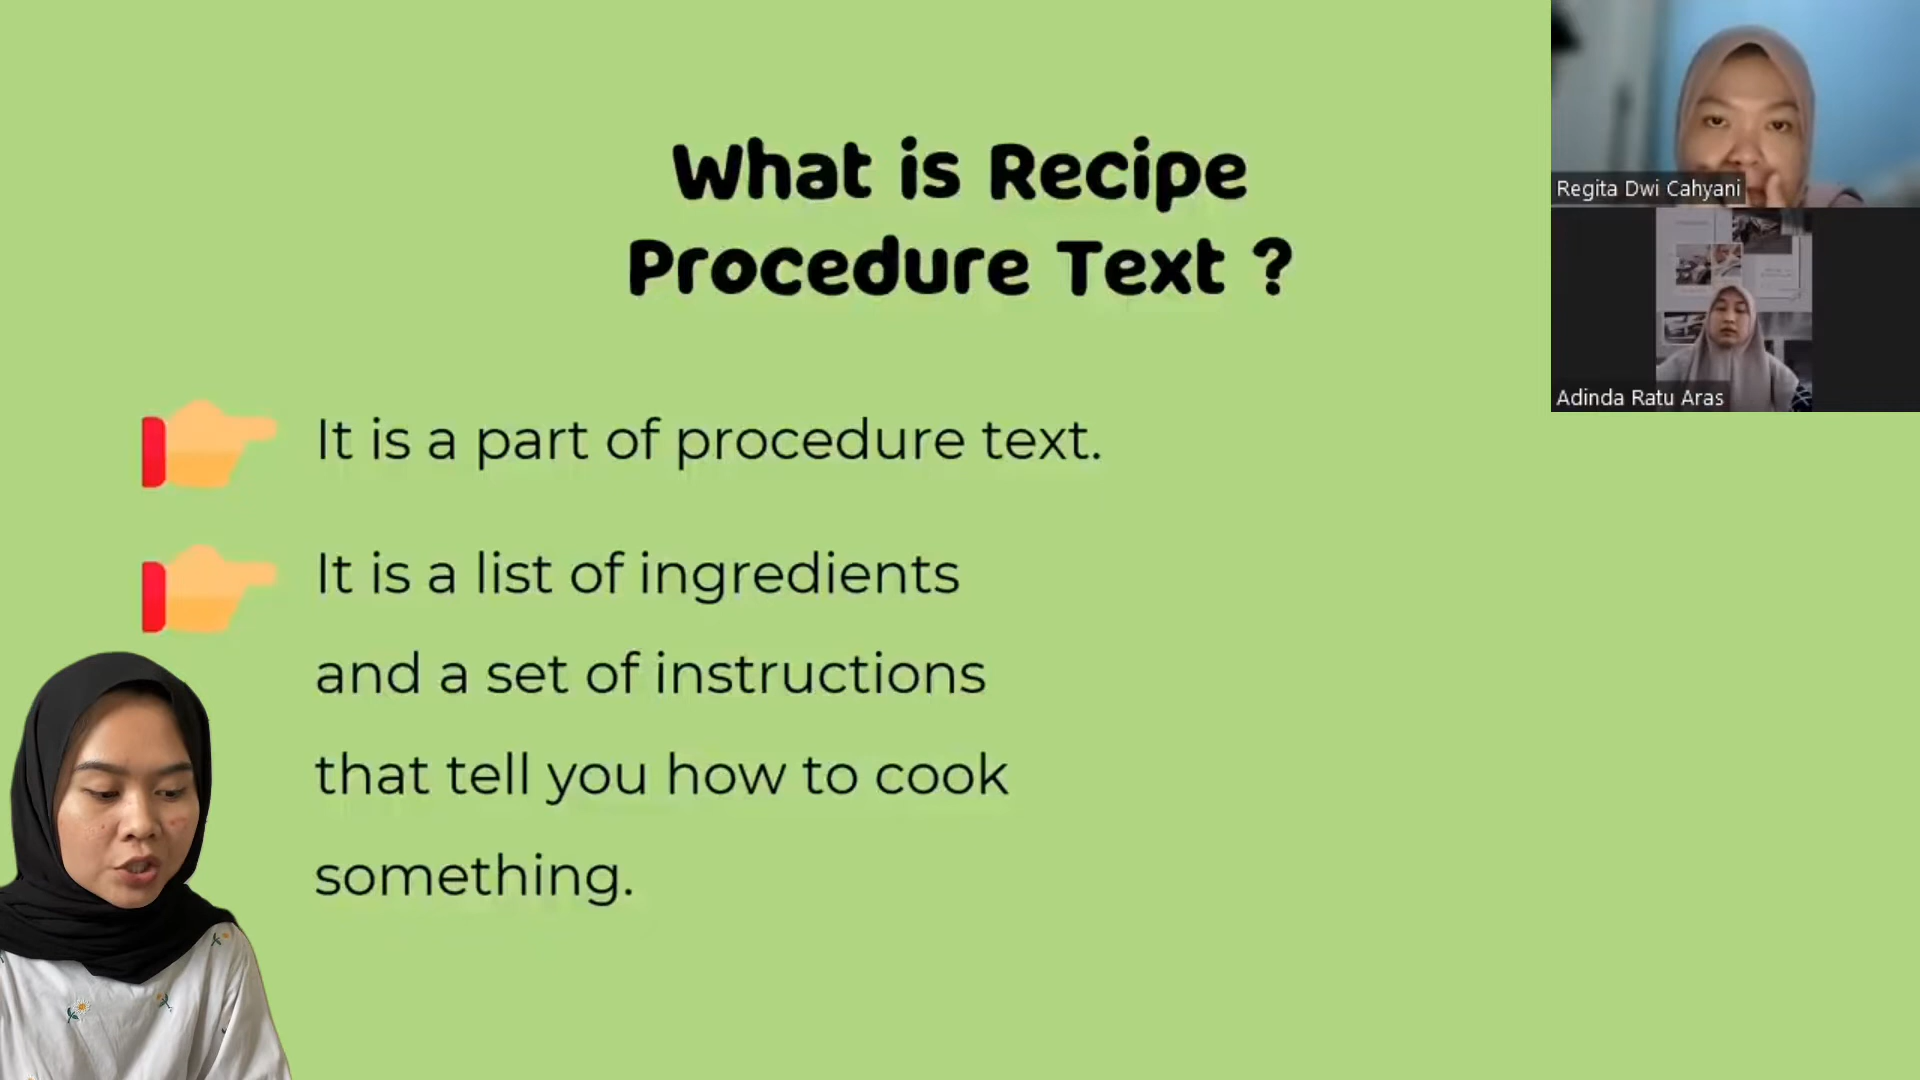 What is Recipe
Procedure Text ?
It is a part of procedure text.
It is a list of ingredients
and a set of instructions
that tell you how to cook
something.
Regita Dwi Cahyani
Adinda Ratu Aras